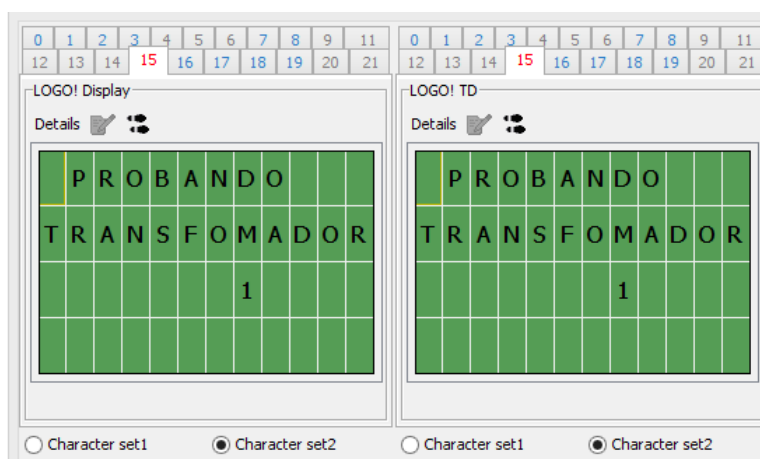 0 1 2 3 4 5 6 7 8 9 11
12 13 14 15 16 17 18 19 20 21
LOGO! Display
Details
PROBANDO
TRANSFOMADOR
1
Character set1 Character set2
0 1 2 3 4 5 6 7 8 9 11
12 13 14 15 16 17 18 19 20 21
LOGO! TD
Details
PROBANDO
TRANSFOMADOR
1
Character set1 Character set2